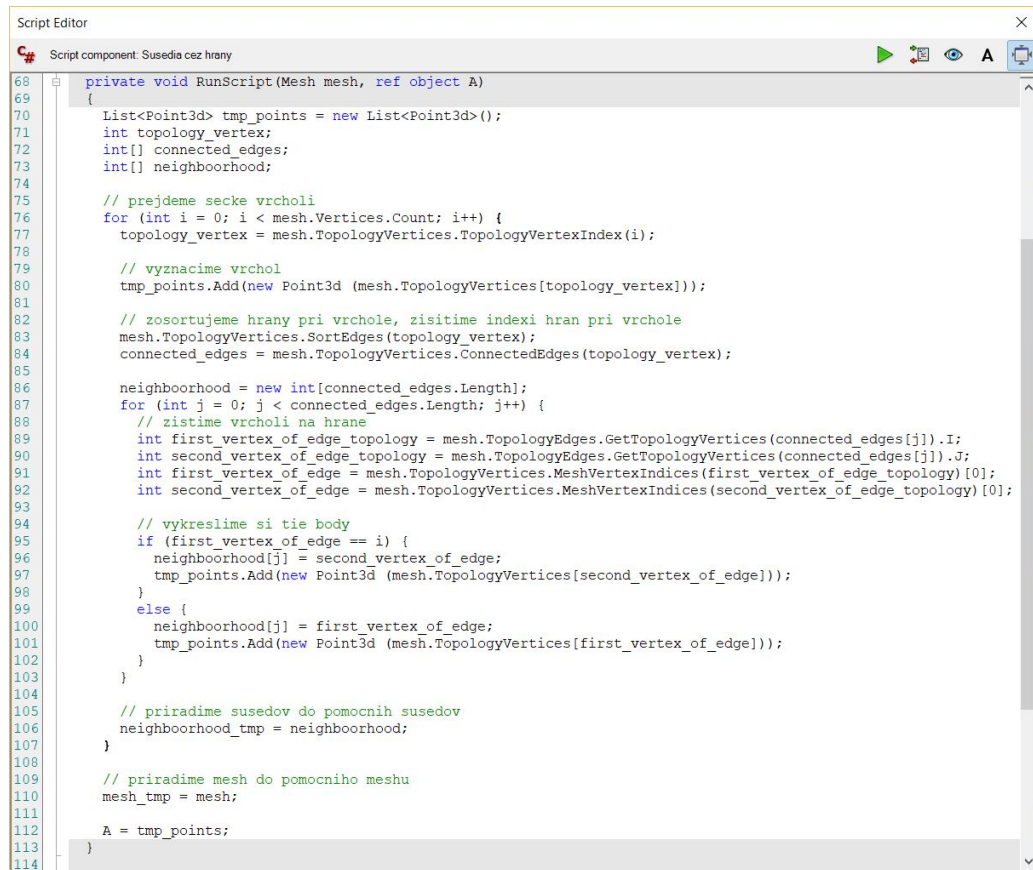 Script Editor
C# Script component: Susedia cez hrany A
68 private void RunScript(Mesh mesh, ref object A)
69 {
70 List<Point3d> tmp_points = new List<Point3d>();
71 int topology_vertex;
72 int[] connected_edges;
73 int[] neighboorhood;
74
75 // prejdeme secke vrcholi
76 for (int i = 0; i < mesh.Vertices.Count; i++) {
77 topology_vertex = mesh.TopologyVertices.TopologyVertexIndex(i);
78
79 // vyznacime vrchol
80 tmp_points.Add(new Point3d (mesh.TopologyVertices[topology_vertex]));
81
82 // zosortujeme hrany pri vrchole, zisitime indexi hran pri vrchole
83 mesh.TopologyVertices.SortEdges(topology_vertex);
84 connected_edges = mesh.TopologyVertices.ConnectedEdges(topology_vertex);
85
86 neighboorhood = new int[connected_edges.Length];
87 for (int j = 0; j < connected_edges.Length; j++) {
88 // zistime vrcholi na hrane
89 int first_vertex_of_edge_topology = mesh.TopologyEdges.GetTopologyVertices(connected_edges[j]).I;
90 int second_vertex_of_edge_topology = mesh.TopologyEdges.GetTopologyVertices(connected_edges[j]).J;
91 int first_vertex_of_edge = mesh.TopologyVertices.MeshVertexIndices(first_vertex_of_edge_topology)[0];
92 int second_vertex_of_edge = mesh.TopologyVertices.MeshVertexIndices(second_vertex_of_edge_topology)[0];
93
94 // vykreslime si tie body
95 if (first_vertex_of_edge == i) {
96 neighboorhood[j] = second_vertex_of_edge;
97 tmp_points.Add(new Point3d (mesh.TopologyVertices[second_vertex_of_edge]));
98 }
99 else {
100 neighboorhood[j] = first_vertex_of_edge;
101 tmp_points.Add(new Point3d (mesh.TopologyVertices[first_vertex_of_edge]));
102 }
103 }
104
105 // priradime susedov do pomocnih susedov
106 neighboorhood_tmp = neighboorhood;
107 }
108
109 // priradime mesh do pomocniho meshu
110 mesh_tmp = mesh;
111
112 A = tmp_points;
113 }
114